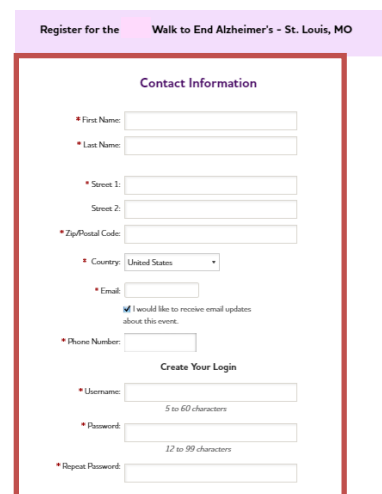 Register for the Walk to End Alzheimer's - St. Louis, MO
Contact Information
* First Name:
* Last Name:
* Street 1:
Street 2:
* Zip/Postal Code:
* Country: United States
* Email:
I would like to receive email updates
about this event.
* Phone Number:
Create Your Login
* Username:
5 to 60 characters
* Password:
12 to 99 characters
* Repeat Password: